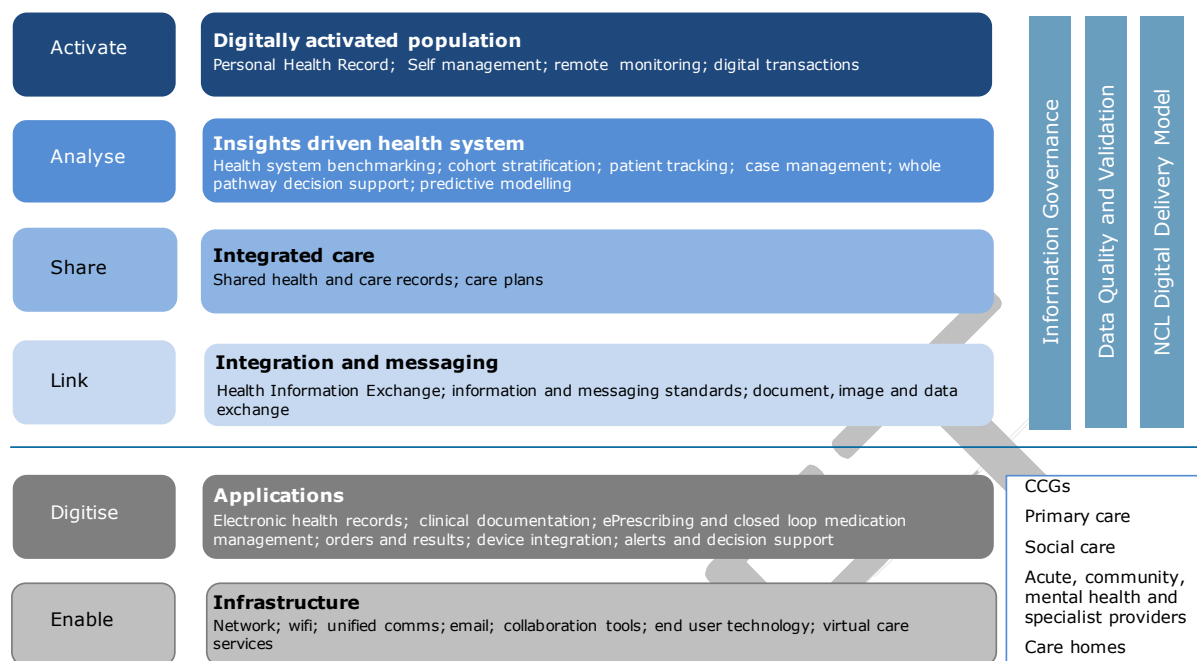 Activate
Digitally activated population
Personal Health Record; Self management; remote monitoring; digital transactions
Analyse
Insights driven health system
Health system benchmarking; cohort stratification; patient tracking; case management; whole
pathway decision support; predictive modelling
Share
Integrated care
Shared health and care records; care plans
Link
Integration and messaging
Health Information Exchange; information and messaging standards; document, image and data
exchange
Information Governance
Data Quality and Validation
NCL Digital Delivery Model
Digitise
Applications
Electronic health records; clinical documentation; ePrescribing and closed loop medication
management; orders and results; device integration; alerts and decision support
Enable
Infrastructure
Network; wifi; unified comms; email; collaboration tools; end user technology; virtual care
services
CCGs
Primary care
Social care
Acute, community,
mental health and
specialist providers
Care homes